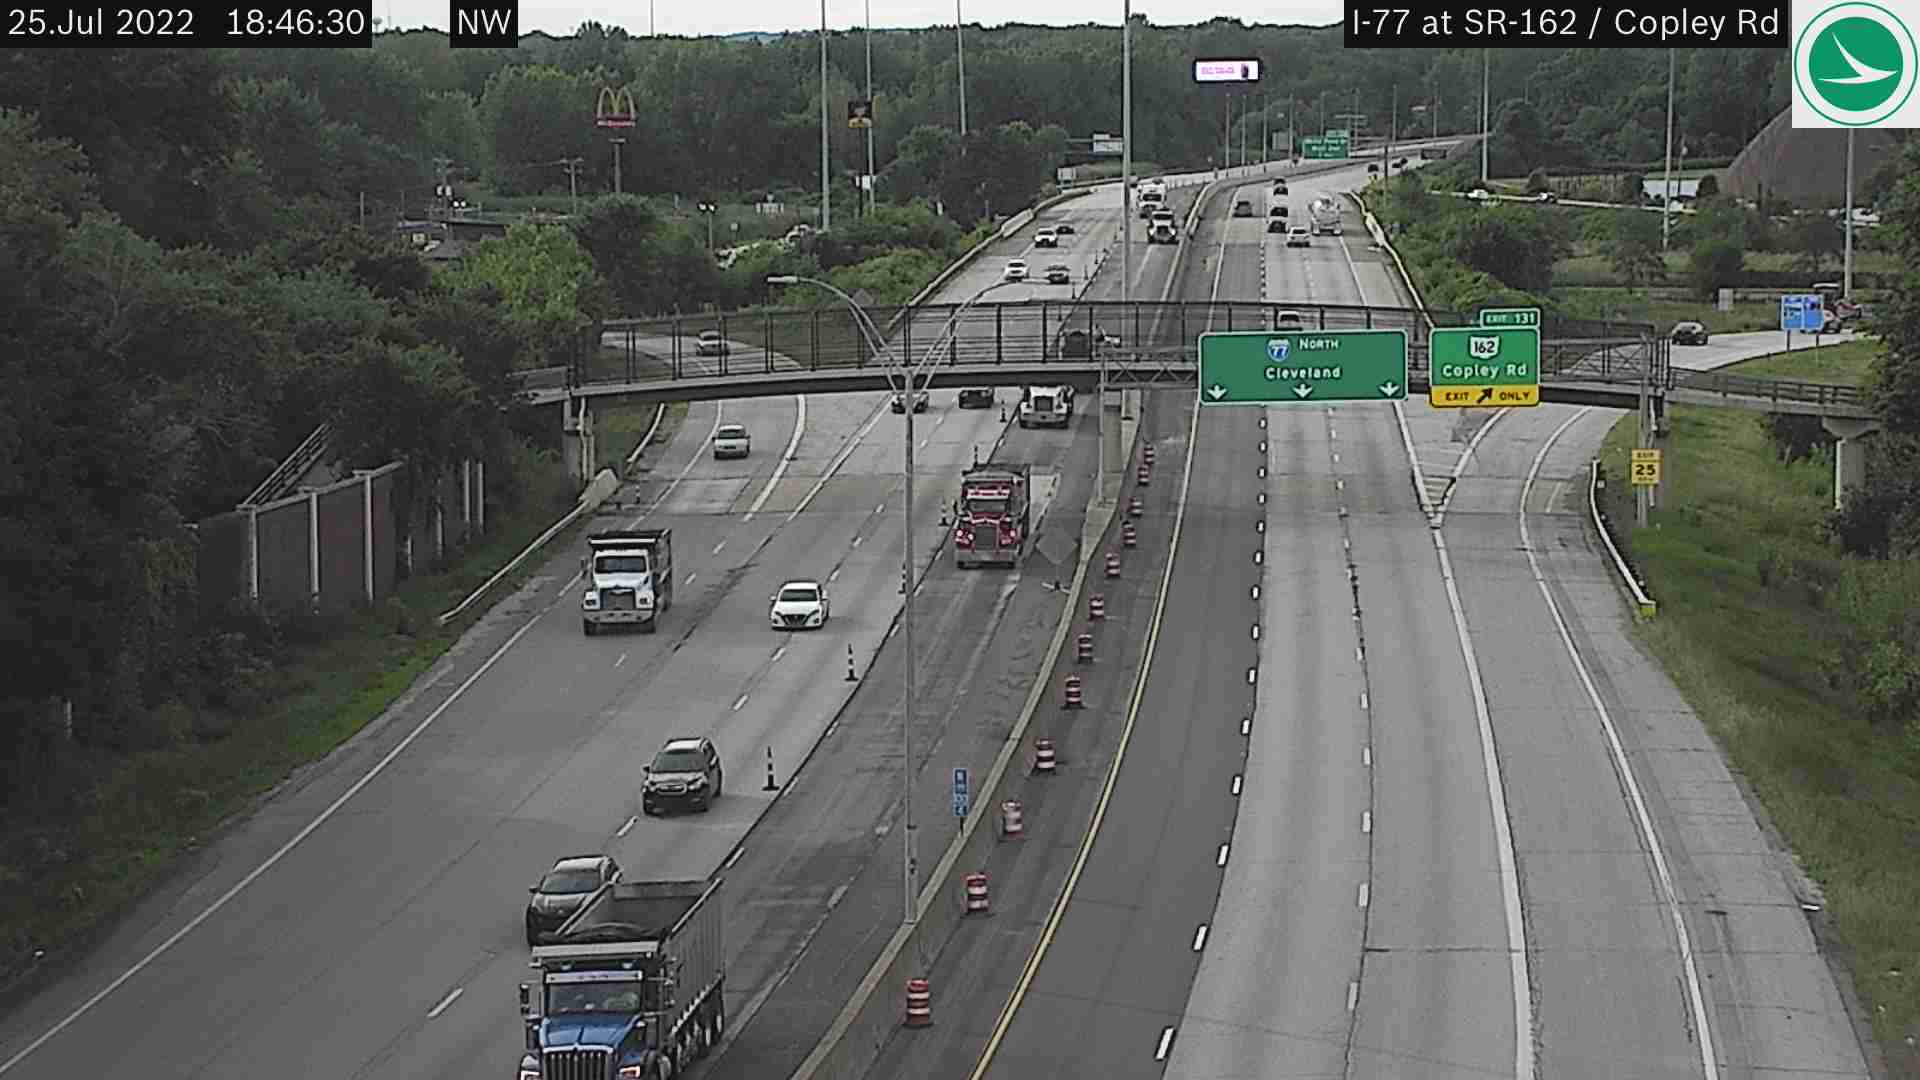 25.Jul 2022 18:46:30
NW
I-77 at SR-162 / Copley Rd
McDonald's
77 NORTH
Cleveland
EXIT 131
162
Copley Rd
EXIT ONLY
EXIT
25